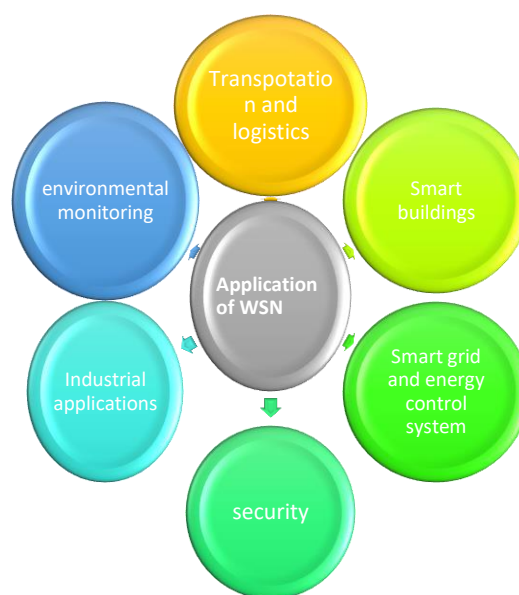 Transpotatio
n and
logistics
environmental
monitoring
Smart
buildings
Application
of WSN
Industrial
applications
Smart grid
and energy
control
system
security